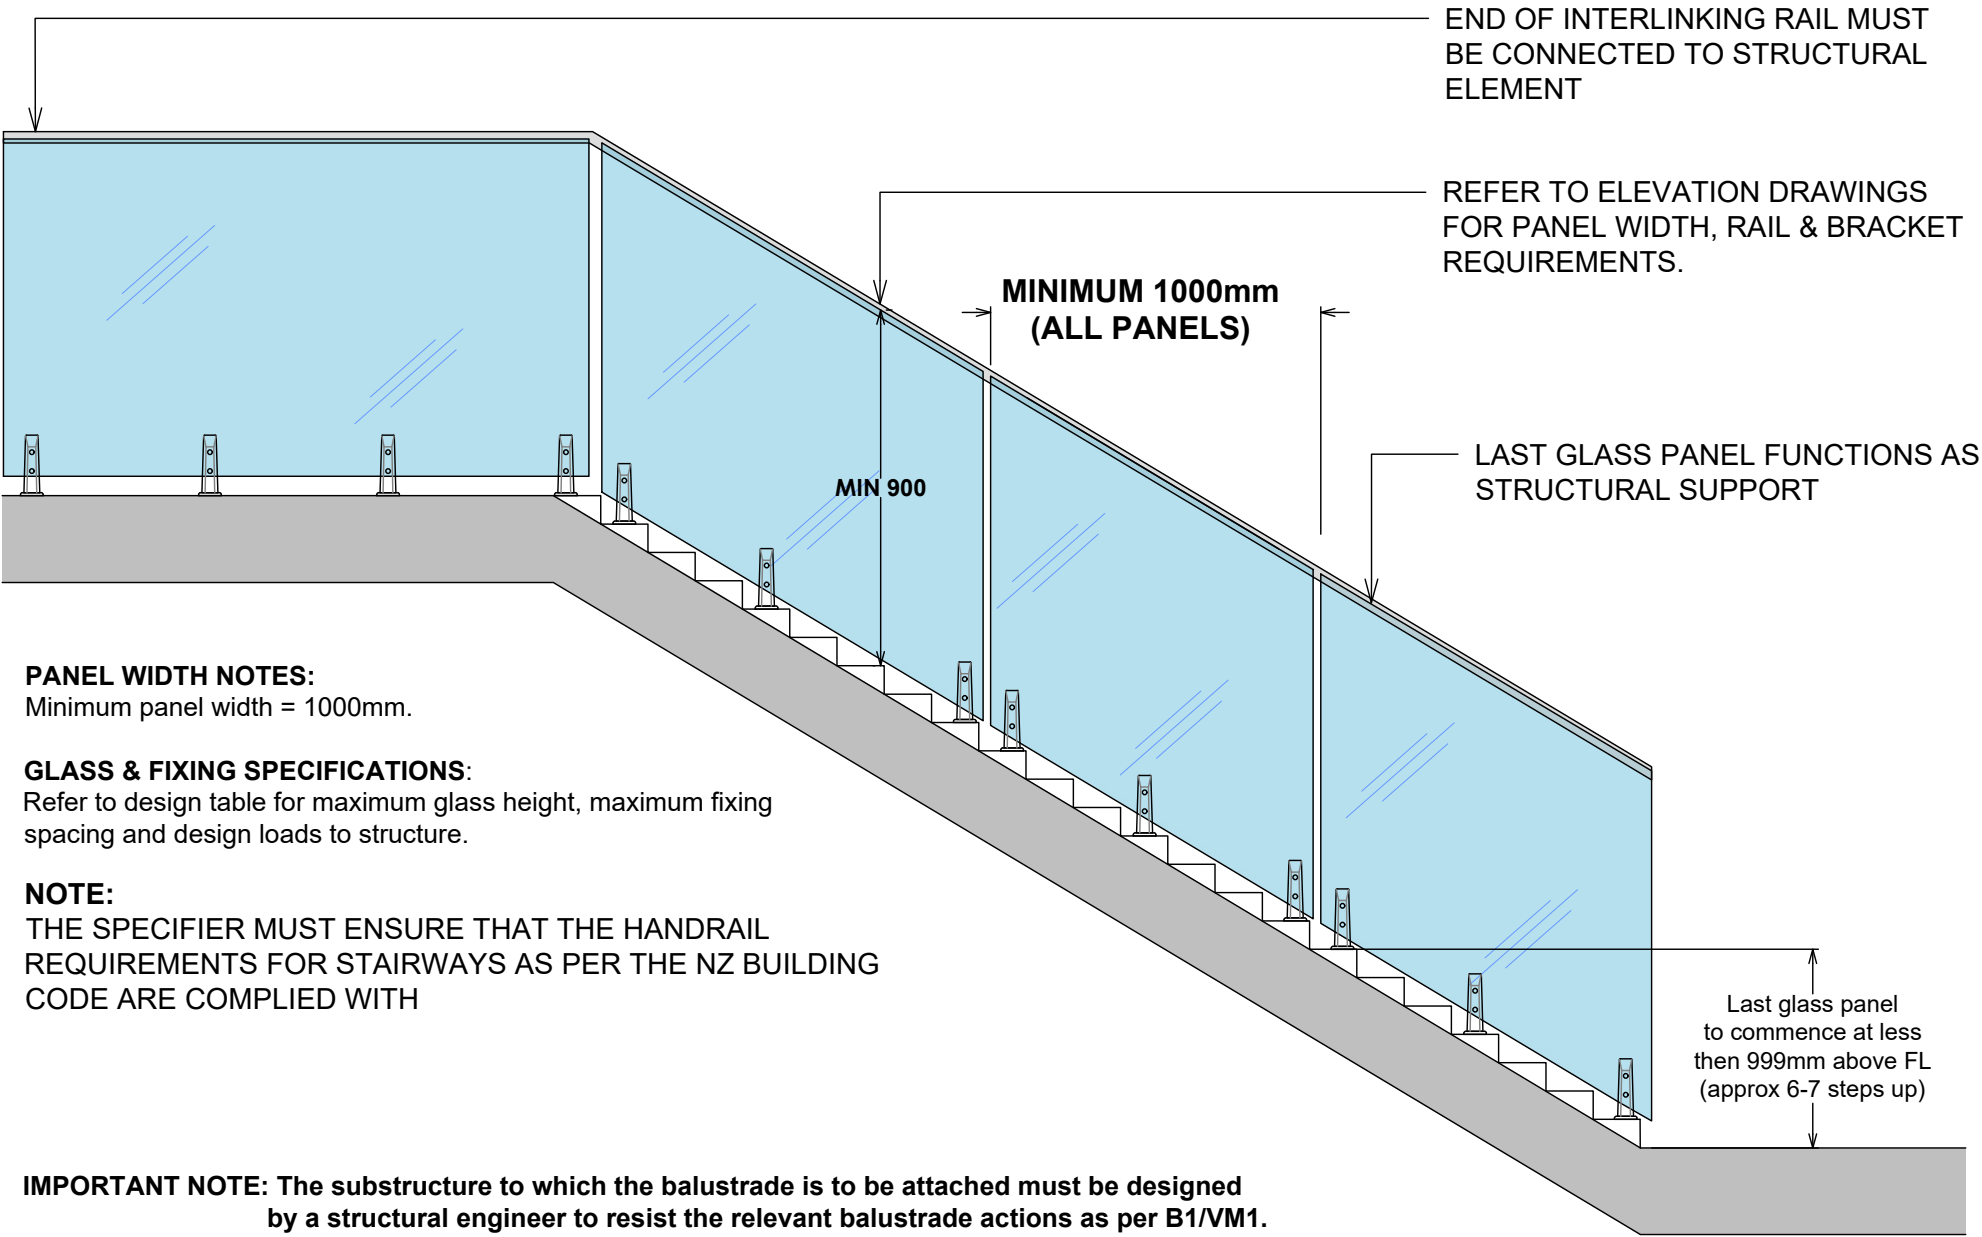 END OF INTERLINKING RAIL MUST
BE CONNECTED TO STRUCTURAL
ELEMENT
REFER TO ELEVATION DRAWINGS
FOR PANEL WIDTH, RAIL & BRACKET
REQUIREMENTS.
MINIMUM 1000mm
(ALL PANELS)
LAST GLASS PANEL FUNCTIONS AS
STRUCTURAL SUPPORT
MIN 900
PANEL WIDTH NOTES:
Minimum panel width = 1000mm.
GLASS & FIXING SPECIFICATIONS:
Refer to design table for maximum glass height, maximum fixing
spacing and design loads to structure.
NOTE:
THE SPECIFIER MUST ENSURE THAT THE HANDRAIL
REQUIREMENTS FOR STAIRWAYS AS PER THE NZ BUILDING
CODE ARE COMPLIED WITH
Last glass panel
to commence at less
then 999mm above FL
(approx 6-7 steps up)
IMPORTANT NOTE: The substructure to which the balustrade is to be attached must be designed
by a structural engineer to resist the relevant balustrade actions as per B1/VM1.